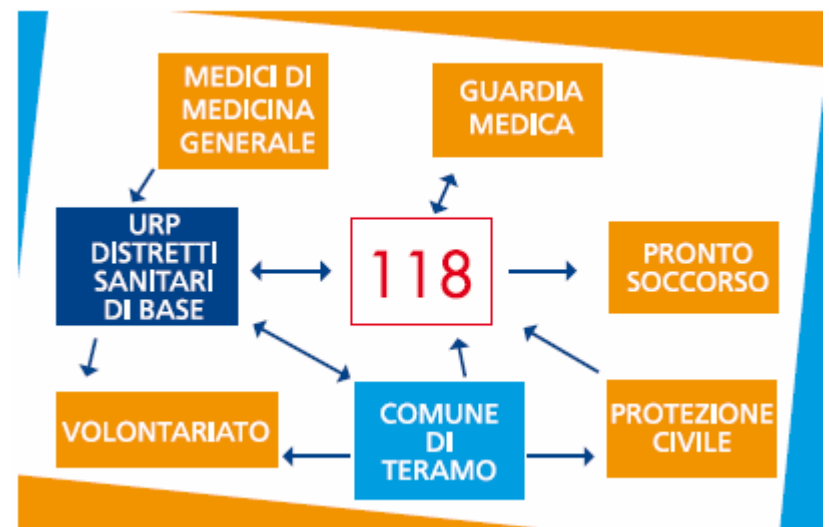 MEDICI DI
MEDICINA
GENERALE
GUARDIA
MEDICA
URP
DISTRETTI
SANITARI
DI BASE
118
PRONTO
SOCCORSO
VOLONTARIATO
COMUNE
DI
TERAMO
PROTEZIONE
CIVILE